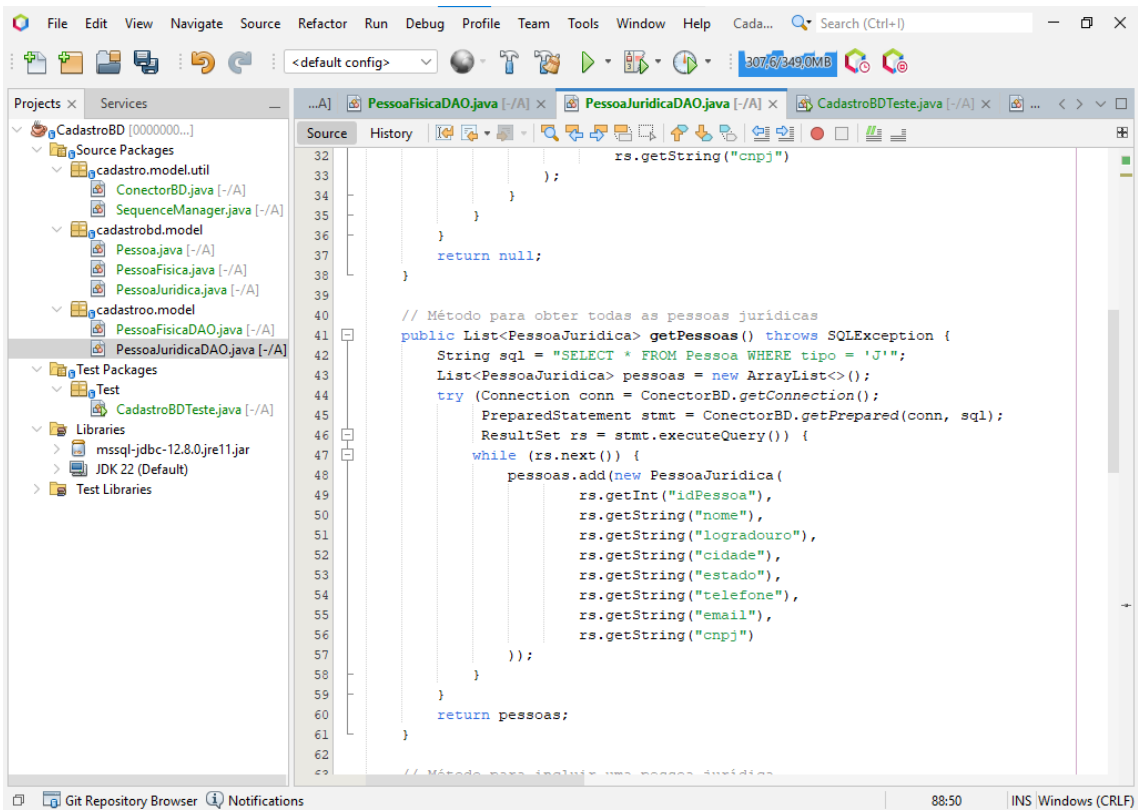 File Edit View Navigate Source Refactor Run Debug Profile Team Tools Window Help Cada... Search (Ctrl+I)
<default config> 307,6/349,0MB
Projects × Services
CadastroBD [0000000...]
Source Packages
cadastro.model.util
ConectorBD.java [-/A]
SequenceManager.java [-/A]
cadastrobd.model
Pessoa.java [-/A]
PessoaFisica.java [-/A]
PessoaJuridica.java [-/A]
cadastroo.model
PessoaFisicaDAO.java [-/A]
PessoaJuridicaDAO.java [-/A]
Test Packages
Test
CadastroBDTeste.java [-/A]
Libraries
mssql-jdbc-12.8.0.jre11.jar
JDK 22 (Default)
Test Libraries
...A] PessoaFisicaDAO.java [-/A] × PessoaJuridicaDAO.java [-/A] × CadastroBDTeste.java [-/A] × ...
Source History
32 rs.getString("cnpj")
33 );
34 }
35 }
36 }
37 return null;
38 }
39
40 // Método para obter todas as pessoas jurídicas
41 public List<PessoaJuridica> getPessoas() throws SQLException {
42 String sql = "SELECT * FROM Pessoa WHERE tipo = 'J'";
43 List<PessoaJuridica> pessoas = new ArrayList<>();
44 try (Connection conn = ConectorBD.getConnection();
45 PreparedStatement stmt = ConectorBD.getPrepared(conn, sql);
46 ResultSet rs = stmt.executeQuery()) {
47 while (rs.next()) {
48 pessoas.add(new PessoaJuridica(
49 rs.getInt("idPessoa"),
50 rs.getString("nome"),
51 rs.getString("logradouro"),
52 rs.getString("cidade"),
53 rs.getString("estado"),
54 rs.getString("telefone"),
55 rs.getString("email"),
56 rs.getString("cnpj")
57 ));
58 }
59 }
60 return pessoas;
61 }
62
63 // Método para incluir uma pessoa jurídica
Git Repository Browser Notifications 88:50 INS Windows (CRLF)